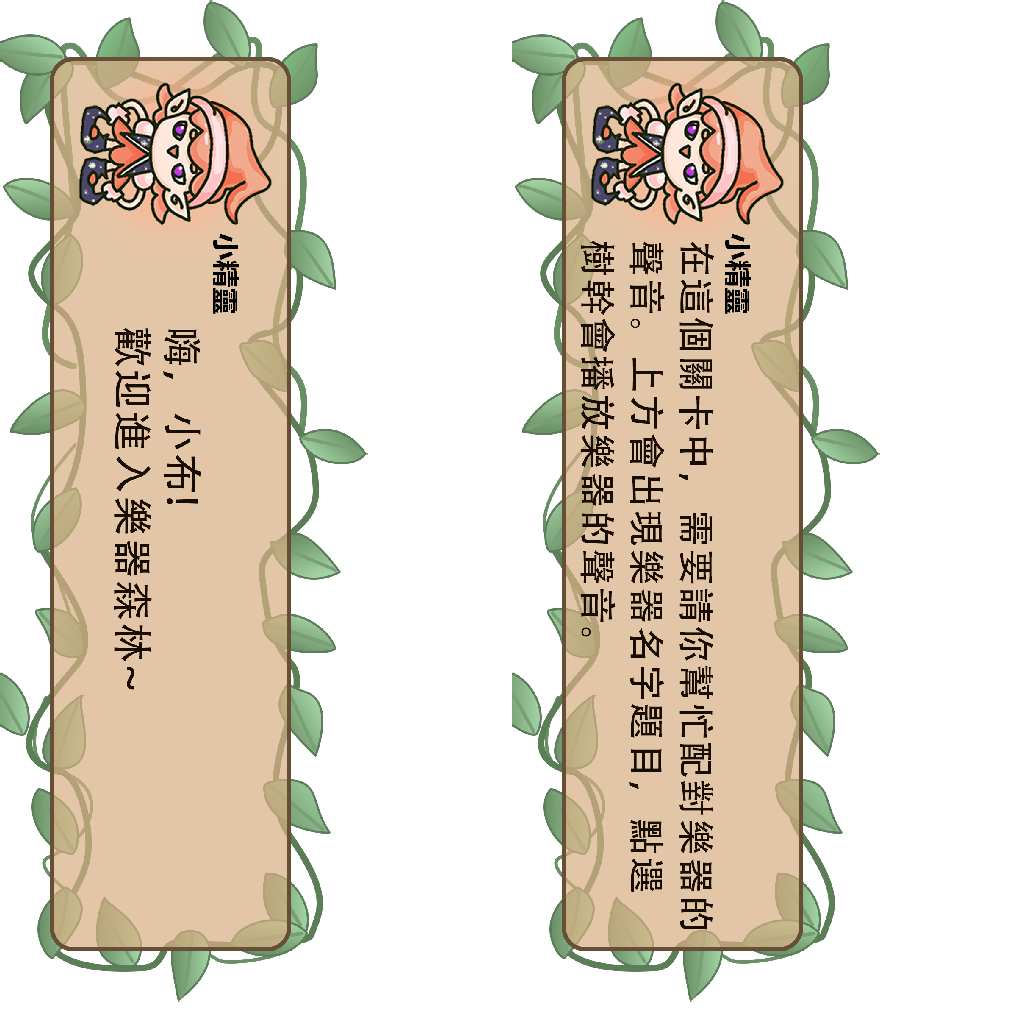 小精靈
嗨，小布!
歡迎進入樂器森林~
小精靈
在這個關卡中，需要請你幫忙配對樂器的
聲音。上方會出現樂器名字題目，點選
樹幹會播放樂器的聲音。